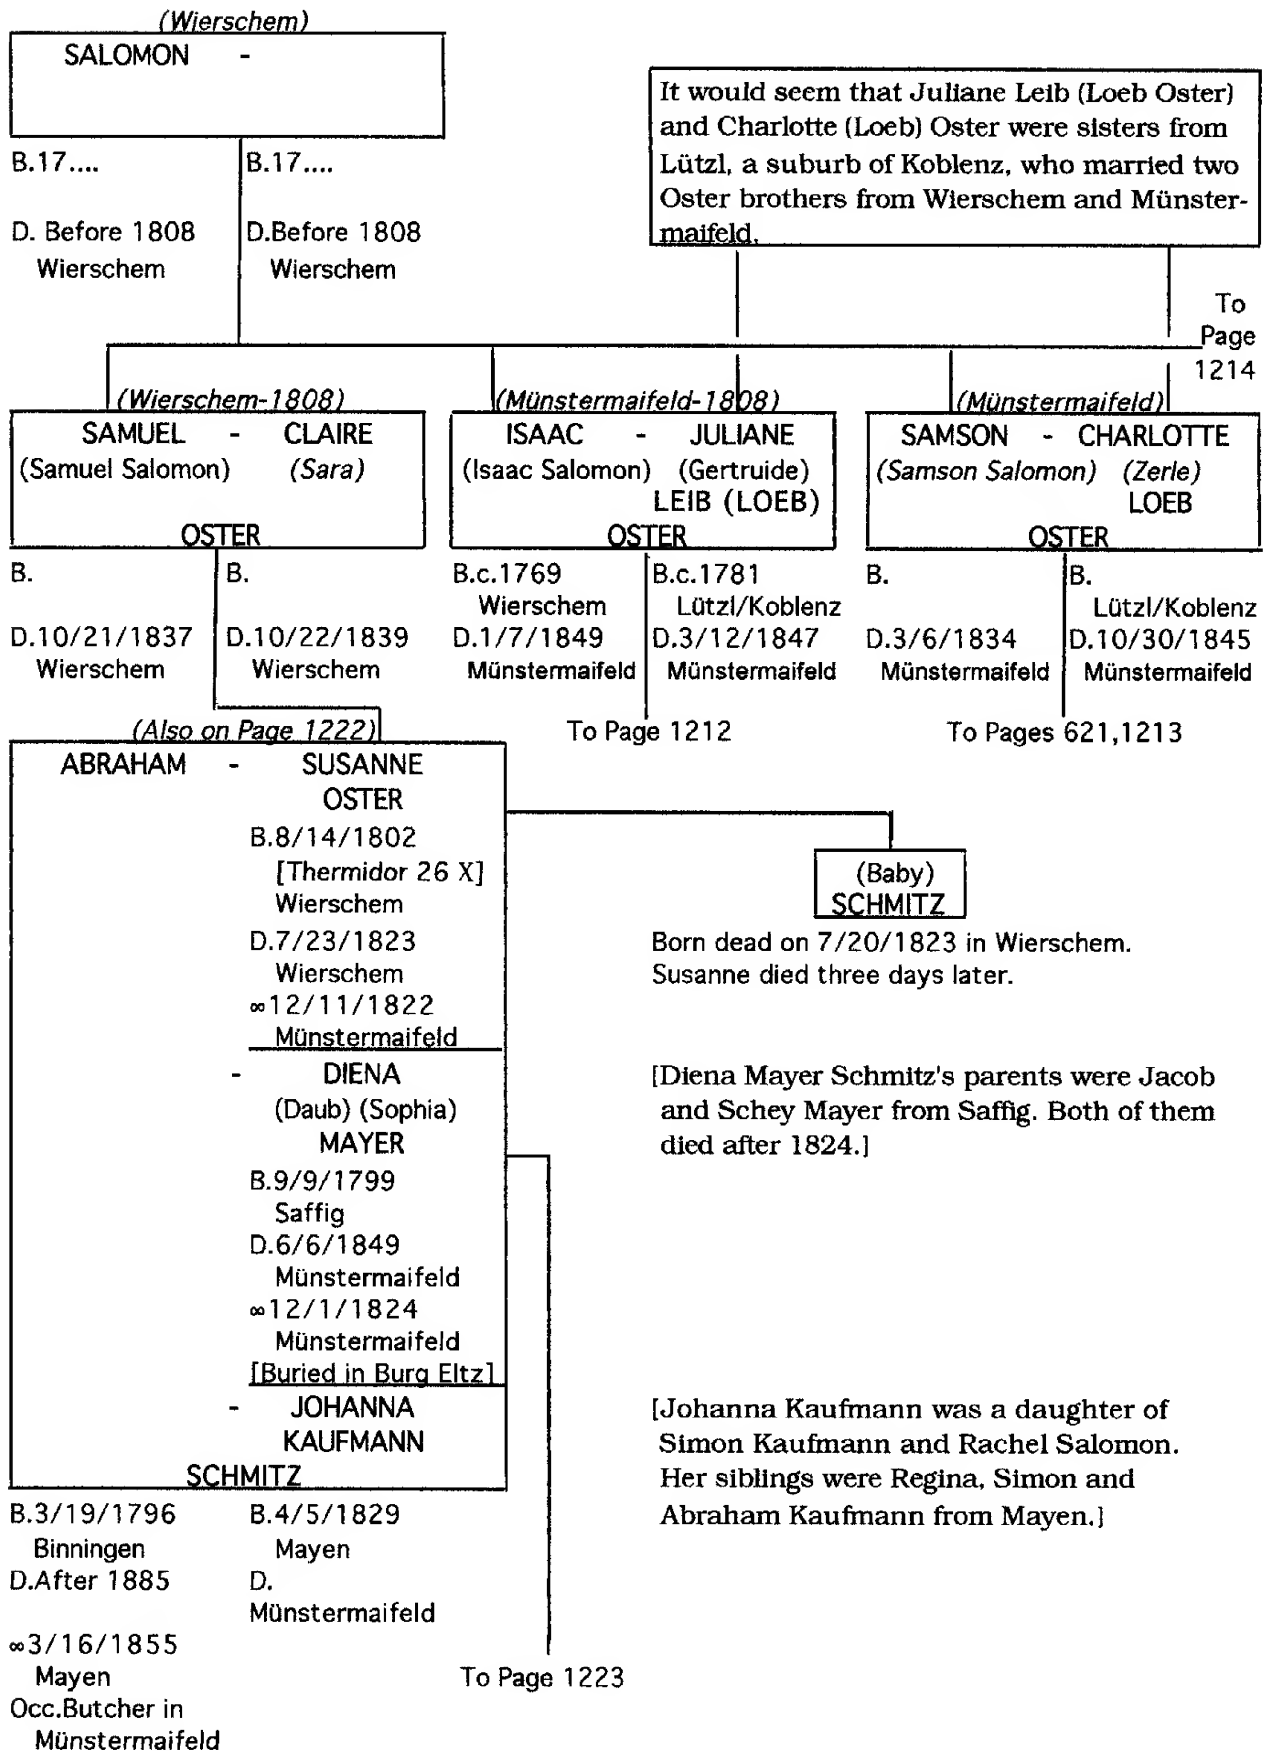 (Wierschem)
SALOMON -
B.17.... B.17....
D. Before 1808 D.Before 1808
Wierschem Wierschem
It would seem that Juliane Leib (Loeb Oster)
and Charlotte (Loeb) Oster were sisters from
Lützl, a suburb of Koblenz, who married two
Oster brothers from Wierschem and Münster-
maifeld.
To
Page
1214
(Wierschem-1808)
SAMUEL - CLAIRE
(Samuel Salomon) (Sara)
OSTER
B. B.
D.10/21/1837 D.10/22/1839
Wierschem Wierschem
(Münstermaifeld-1808)
ISAAC - JULIANE
(Isaac Salomon) (Gertruide)
LEIB (LOEB)
OSTER
B.c.1769 B.c.1781
Wierschem Lützl/Koblenz
D.1/7/1849 D.3/12/1847
Münstermaifeld Münstermaifeld
To Page 1212
(Münstermaifeld)
SAMSON - CHARLOTTE
(Samson Salomon) (Zerle)
LOEB
OSTER
B. B.
Lützl/Koblenz
D.3/6/1834 D.10/30/1845
Münstermaifeld Münstermaifeld
To Pages 621,1213
(Also on Page 1222)
ABRAHAM - SUSANNE
OSTER
B.8/14/1802
[Thermidor 26 X]
Wierschem
D.7/23/1823
Wierschem
∞12/11/1822
Münstermaifeld
(Baby)
SCHMITZ
Born dead on 7/20/1823 in Wierschem.
Susanne died three days later.
- DIENA
(Daub) (Sophia)
MAYER
B.9/9/1799
Saffig
D.6/6/1849
Münstermaifeld
∞12/1/1824
Münstermaifeld
[Buried in Burg Eltz]
[Diena Mayer Schmitz's parents were Jacob
and Schey Mayer from Saffig. Both of them
died after 1824.]
- JOHANNA
KAUFMANN
SCHMITZ
[Johanna Kaufmann was a daughter of
Simon Kaufmann and Rachel Salomon.
Her siblings were Regina, Simon and
Abraham Kaufmann from Mayen.]
B.3/19/1796 B.4/5/1829
Binningen Mayen
D.After 1885 D.
Münstermaifeld
∞3/16/1855
Mayen
Occ.Butcher in
Münstermaifeld
To Page 1223